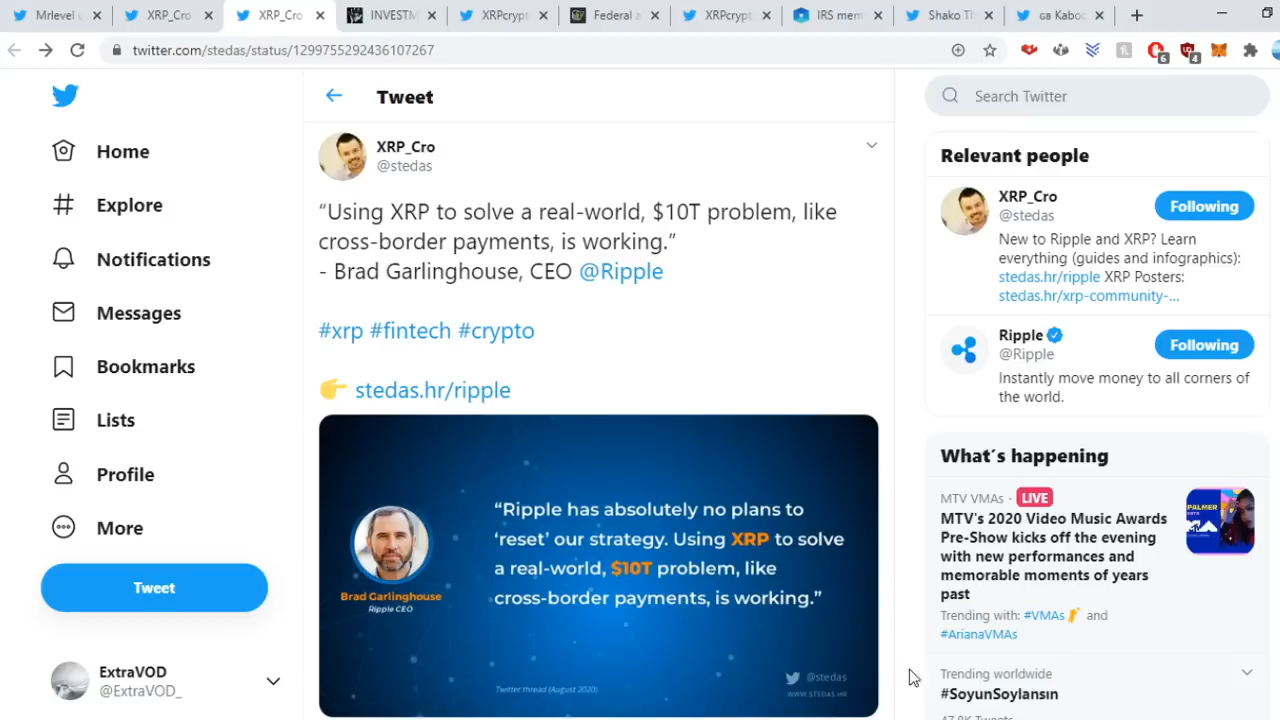 Mrlevel u
XRP_Cro
XRP_Cro
INVESTM
XRPcrypt
Federal a
XRPcrypt
IRS mem
Shako Th
GB Kaboc
twitter.com/stedas/status/1299755292436107267
6
4
Home
Explore
Notifications
Messages
Bookmarks
Lists
Profile
More
Tweet
ExtraVOD
@ExtraVOD_
Tweet
XRP_Cro
@stedas
“Using XRP to solve a real-world, $10T problem, like
cross-border payments, is working.”
- Brad Garlinghouse, CEO @Ripple
#xrp #fintech #crypto
👉 stedas.hr/ripple
Brad Garlinghouse
Ripple CEO
“Ripple has absolutely no plans to
‘reset’ our strategy. Using XRP to solve
a real-world, $10T problem, like
cross-border payments, is working.”
Twitter thread (August 2020)
@stedas
WWW.STEDAS.HR
Search Twitter
Relevant people
XRP_Cro
@stedas
Following
New to Ripple and XRP? Learn
everything (guides and infographics):
stedas.hr/ripple XRP Posters:
stedas.hr/xrp-community-...
Ripple
@Ripple
Following
Instantly move money to all corners of
the world.
What´s happening
MTV VMAs · LIVE
MTV's 2020 Video Music Awards
Pre-Show kicks off the evening
with new performances and
memorable moments of years
past
Trending with: #VMAs and
#ArianaVMAs
PALMER
Trending worldwide
#SoyunSoylansın
47.8K Tweets